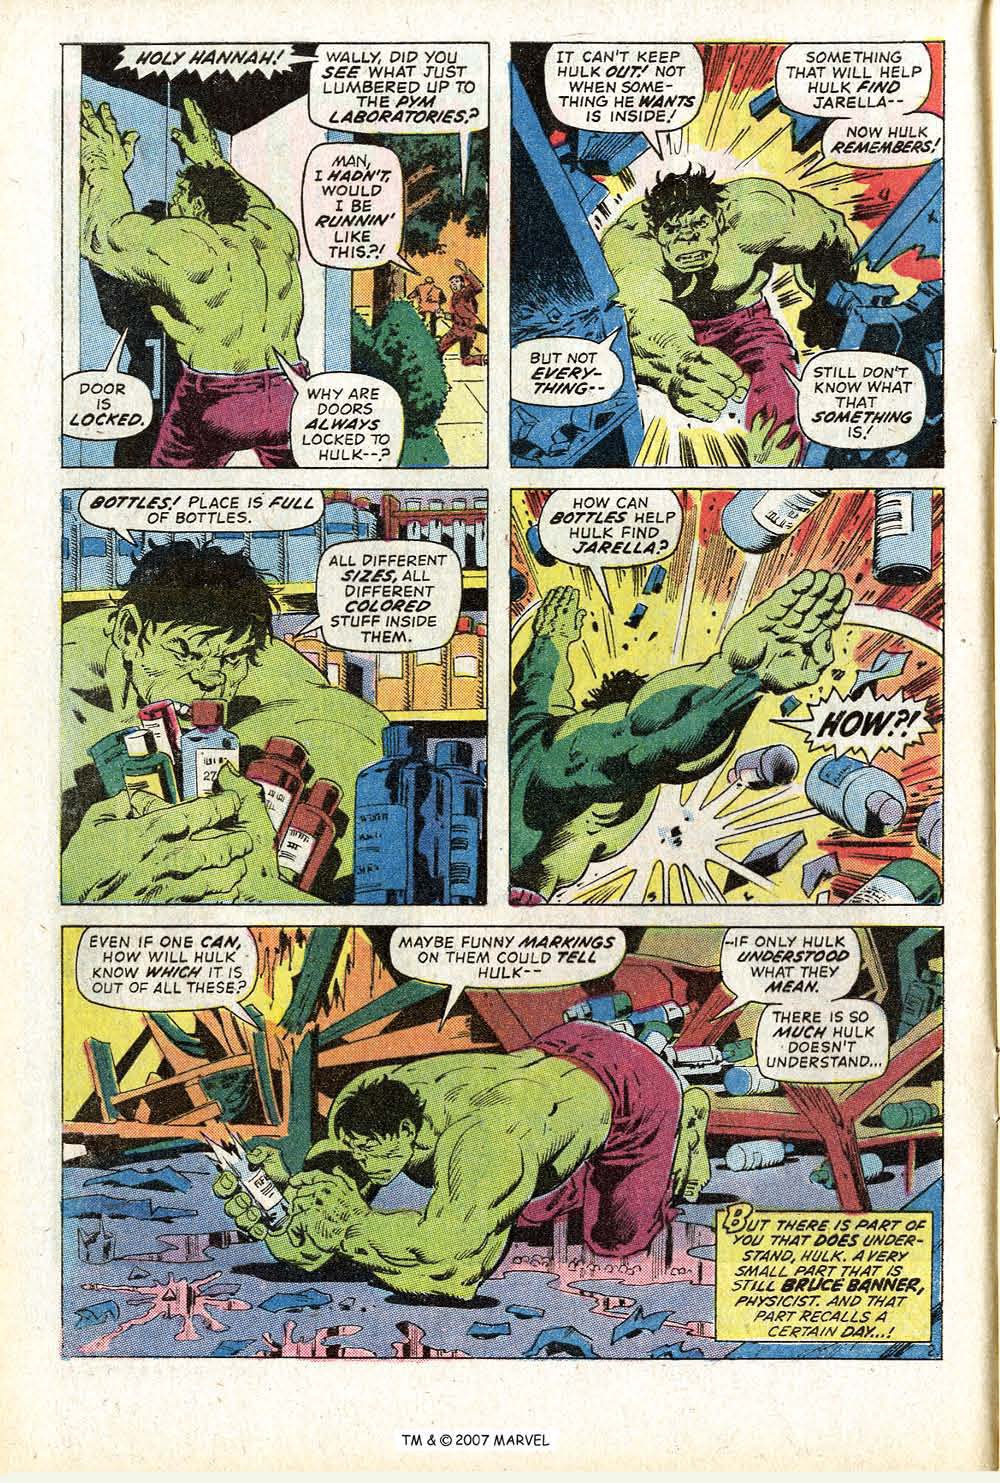 HOLY HANNAH!
WALLY, DID YOU
SEE WHAT JUST
LUMBERED UP TO
THE PYM
LABORATORIES?
MAN,
I HADN'T,
WOULD
I BE
RUNNIN'
LIKE
THIS?!
DOOR
IS
LOCKED.
WHY ARE
DOORS
ALWAYS
LOCKED TO
HULK--?
IT CAN'T KEEP
HULK OUT! NOT
WHEN SOME-
THING HE WANTS
IS INSIDE!
SOMETHING
THAT WILL HELP
HULK FIND
JARELLA--
NOW HULK
REMEMBERS!
BUT NOT
EVERY-
THING--
STILL DON'T
KNOW WHAT
THAT
SOMETHING
IS!
BOTTLES! PLACE IS FULL
OF BOTTLES.
ALL DIFFERENT
SIZES, ALL
DIFFERENT
COLORED
STUFF INSIDE
THEM.
27
HOW CAN
BOTTLES HELP
HULK FIND
JARELLA?
HOW?!
EVEN IF ONE CAN,
HOW WILL HULK
KNOW WHICH IT IS
OUT OF ALL THESE?
MAYBE FUNNY MARKINGS
ON THEM COULD TELL
HULK--
--IF ONLY HULK
UNDERSTOOD
WHAT THEY
MEAN.
THERE IS SO
MUCH HULK
DOESN'T
UNDERSTAND...
BUT THERE IS PART OF
YOU THAT DOES UNDER-
STAND, HULK. A VERY
SMALL PART THAT IS
STILL BRUCE BANNER,
PHYSICIST. AND THAT
PART RECALLS A
CERTAIN DAY...!
TM & © 2007 MARVEL